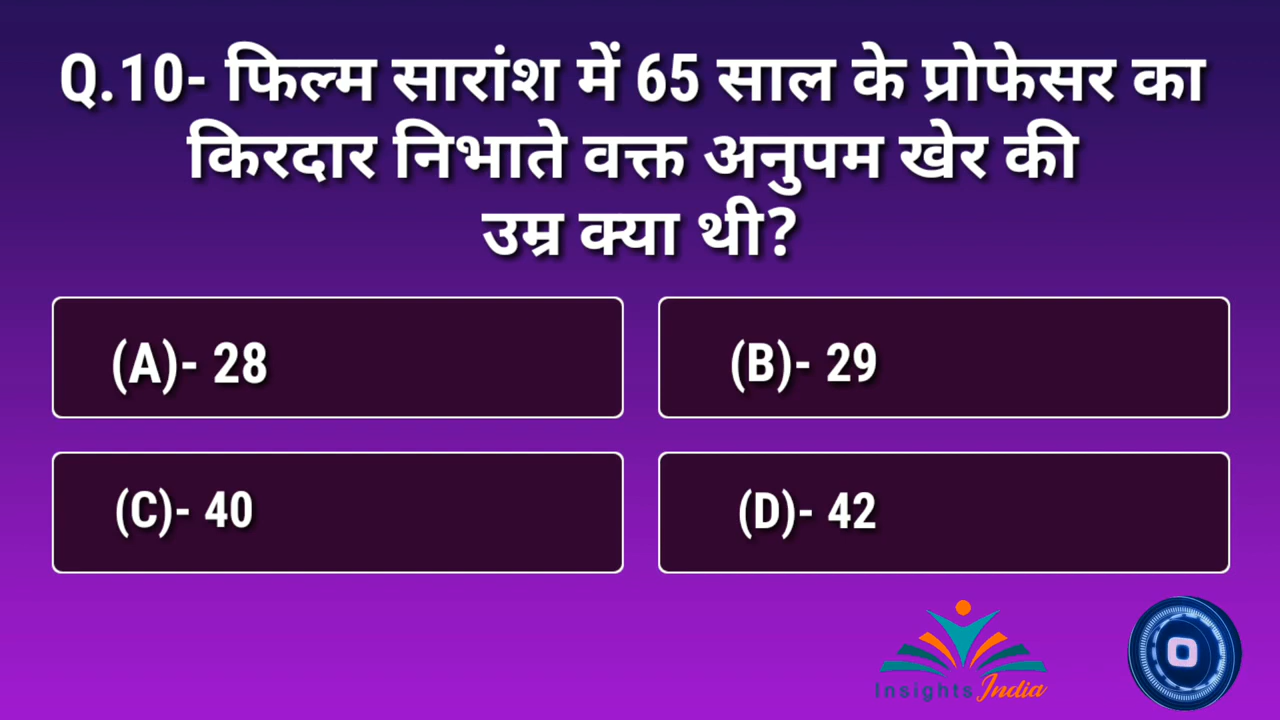 Q.10- फिल्म सारांश में 65 साल के प्रोफेसर का
किरदार निभाते वक्त अनुपम खेर की
उम्र क्या थी?
(A)- 28
(B)- 29
(C)- 40
(D)- 42
Insights India